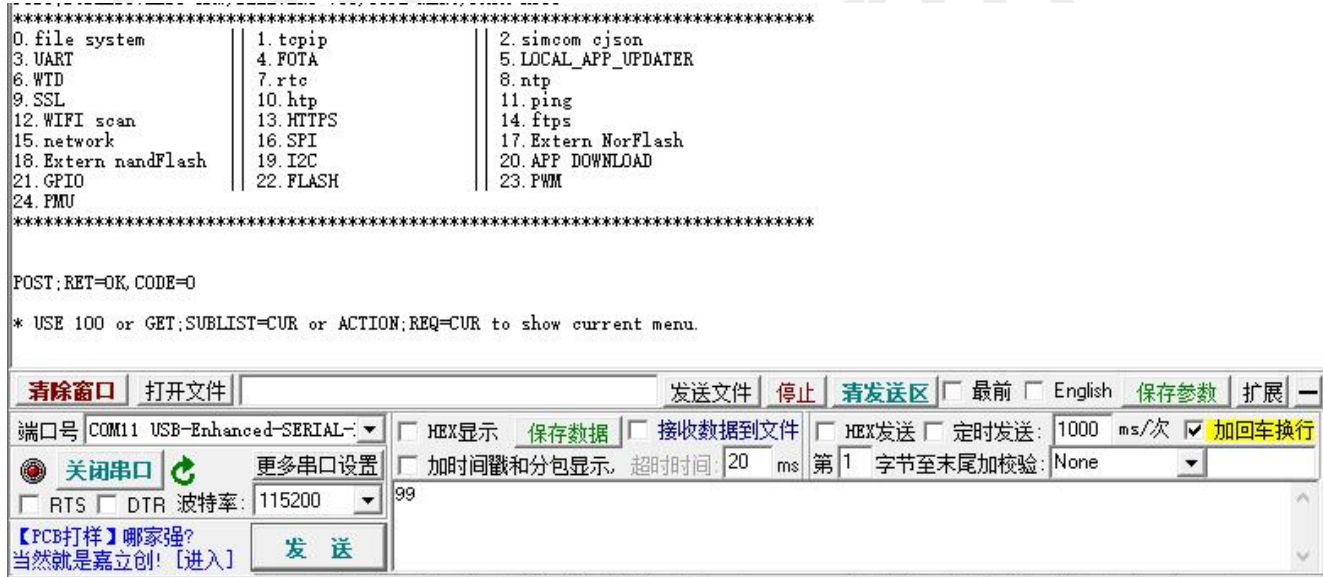 ********************************************************************************
0. file system || 1. tcpip || 2. simcom cjson
3. UART || 4. FOTA || 5. LOCAL_APP_UPDATER
6. WTD || 7. rtc || 8. ntp
9. SSL || 10. htp || 11. ping
12. WIFI scan || 13. HTTPS || 14. ftps
15. network || 16. SPI || 17. Extern NorFlash
18. Extern nandFlash || 19. I2C || 20. APP DOWNLOAD
21. GPIO || 22. FLASH || 23. PWM
24. PMU
********************************************************************************
POST;RET=OK,CODE=0
* USE 100 or GET;SUBLIST=CUR or ACTION;REQ=CUR to show current menu.
清除窗口 打开文件 发送文件 停止 清发送区 最前 English 保存参数 扩展 —
端口号 COM11 USB-Enhanced-SERIAL- HEX显示 保存数据 接收数据到文件 HEX发送 定时发送: 1000 ms/次 加回车换行
关闭串口 更多串口设置 加时间戳和分包显示, 超时时间: 20 ms 第 1 字节至末尾加校验: None
RTS DTR 波特率: 115200 99
【PCB打样】哪家强?
当然就是嘉立创! [进入] 发 送